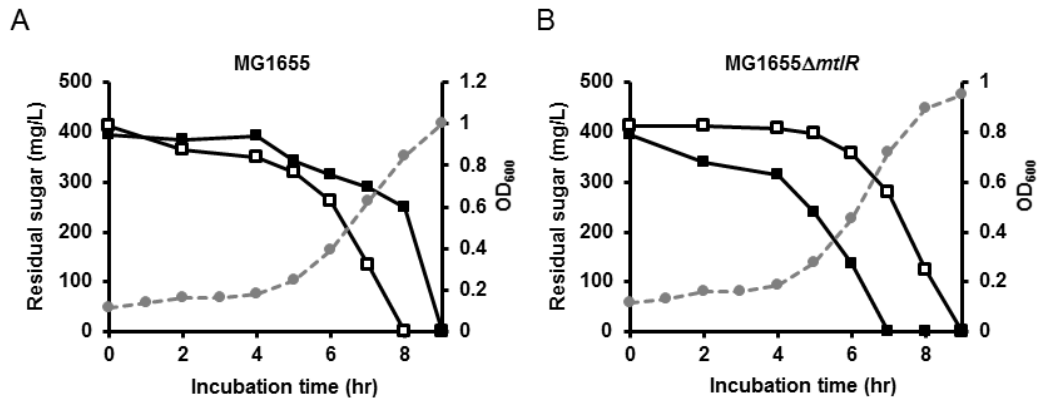 A
MG1655
500
400
300
200
100
0
Residual sugar (mg/L)
1.2
1
0.8
0.6
0.4
0.2
0
OD600
0 2 4 6 8
Incubation time (hr)
B
MG1655ΔmtlR
500
400
300
200
100
0
Residual sugar (mg/L)
1
0.8
0.6
0.4
0.2
0
OD600
0 2 4 6 8
Incubation time (hr)